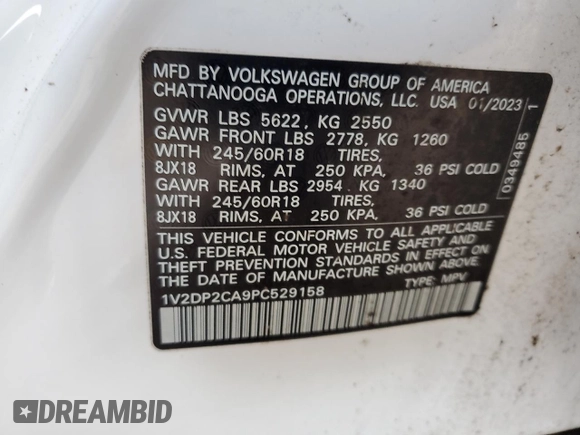 MFD BY VOLKSWAGEN GROUP OF AMERICA
CHATTANOOGA OPERATIONS, LLC. USA 01/2023
GVWR LBS 5622, KG 2550
GAWR FRONT LBS 2778, KG 1260
WITH 245/60R18 TIRES,
8JX18 RIMS, AT 250 KPA, 36 PSI COLD
GAWR REAR LBS 2954 KG 1340
WITH 245/60R18 TIRES,
8JX18 RIMS, AT 250 KPA, 36 PSI COLD
THIS VEHICLE CONFORMS TO ALL APPLICABLE
U.S. FEDERAL MOTOR VEHICLE SAFETY AND
THEFT PREVENTION STANDARDS IN EFFECT ON
THE DATE OF MANUFACTURE SHOWN ABOVE.
1V2DP2CA9PC529158 TYPE: MPV
0349485 1
DREAMBID